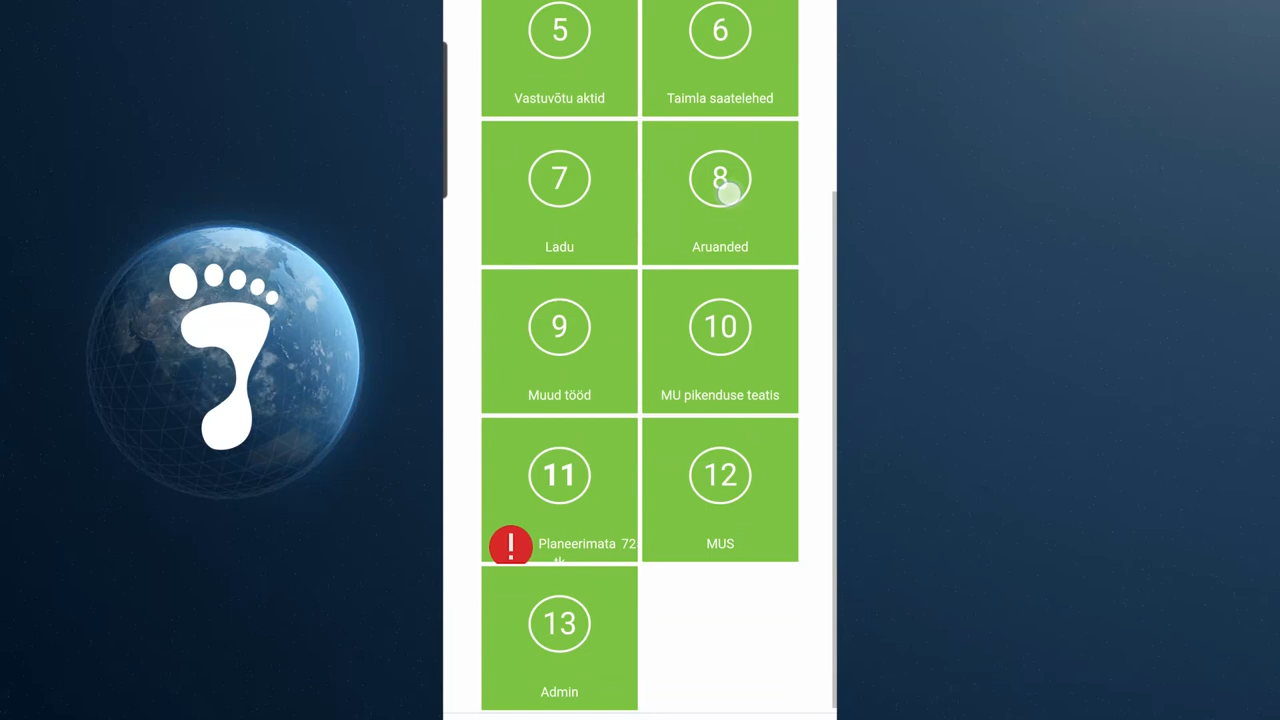 5
6
Vastuvõtu aktid
Taimla saatelehed
7
8
Ladu
Aruanded
9
10
Muud tööd
MU pikenduse teatis
11
12
! Planeerimata
MUS
13
Admin